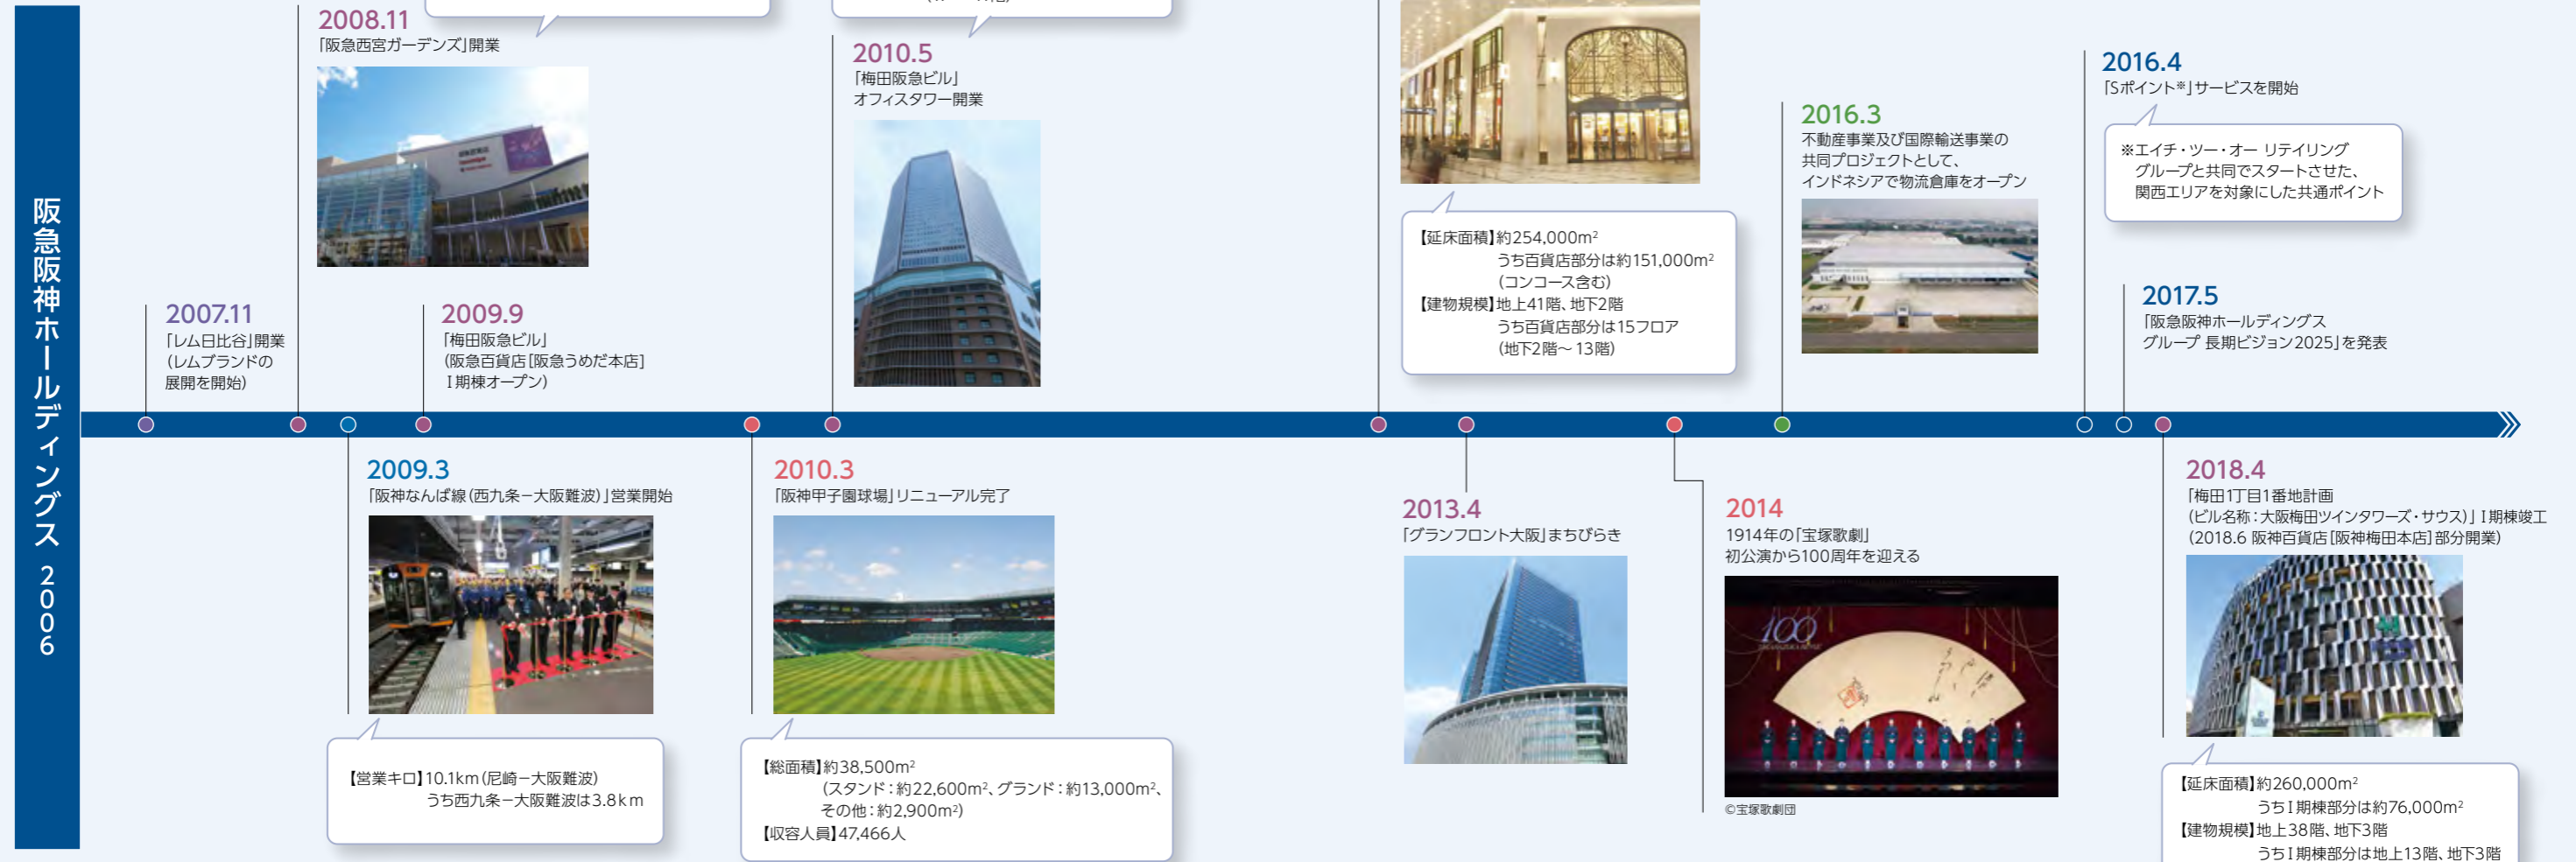 阪急阪神ホールディングス 2006
2008.11
「阪急西宮ガーデンズ」開業
2010.5
「梅田阪急ビル」
オフィスタワー開業
2007.11
「レム日比谷」開業
(レムブランドの
展開を開始)
2009.9
「梅田阪急ビル」
(阪急百貨店[阪急うめだ本店]
Ⅰ期棟オープン)
【延床面積】約254,000m²
うち百貨店部分は約151,000m²
(コンコース含む)
【建物規模】地上41階、地下2階
うち百貨店部分は15フロア
(地下2階～13階)
2016.3
不動産事業及び国際輸送事業の
共同プロジェクトとして、
インドネシアで物流倉庫をオープン
2016.4
「Sポイント※」サービスを開始
※エイチ・ツー・オー リテイリング
グループと共同でスタートさせた、
関西エリアを対象にした共通ポイント
2017.5
「阪急阪神ホールディングス
グループ 長期ビジョン2025」を発表
2009.3
「阪神なんば線(西九条－大阪難波)」営業開始
【営業キロ】10.1km(尼崎－大阪難波)
うち西九条－大阪難波は3.8km
2010.3
「阪神甲子園球場」リニューアル完了
【総面積】約38,500m²
(スタンド：約22,600m²、グランド：約13,000m²、
その他：約2,900m²)
【収容人員】47,466人
2013.4
「グランフロント大阪」まちびらき
2014
1914年の「宝塚歌劇」
初公演から100周年を迎える
100
©宝塚歌劇団
2018.4
「梅田1丁目1番地計画
(ビル名称：大阪梅田ツインタワーズ・サウス)」Ⅰ期棟竣工
(2018.6 阪神百貨店[阪神梅田本店]部分開業)
【延床面積】約260,000m²
うちⅠ期棟部分は約76,000m²
【建物規模】地上38階、地下3階
うちⅠ期棟部分は地上13階、地下3階